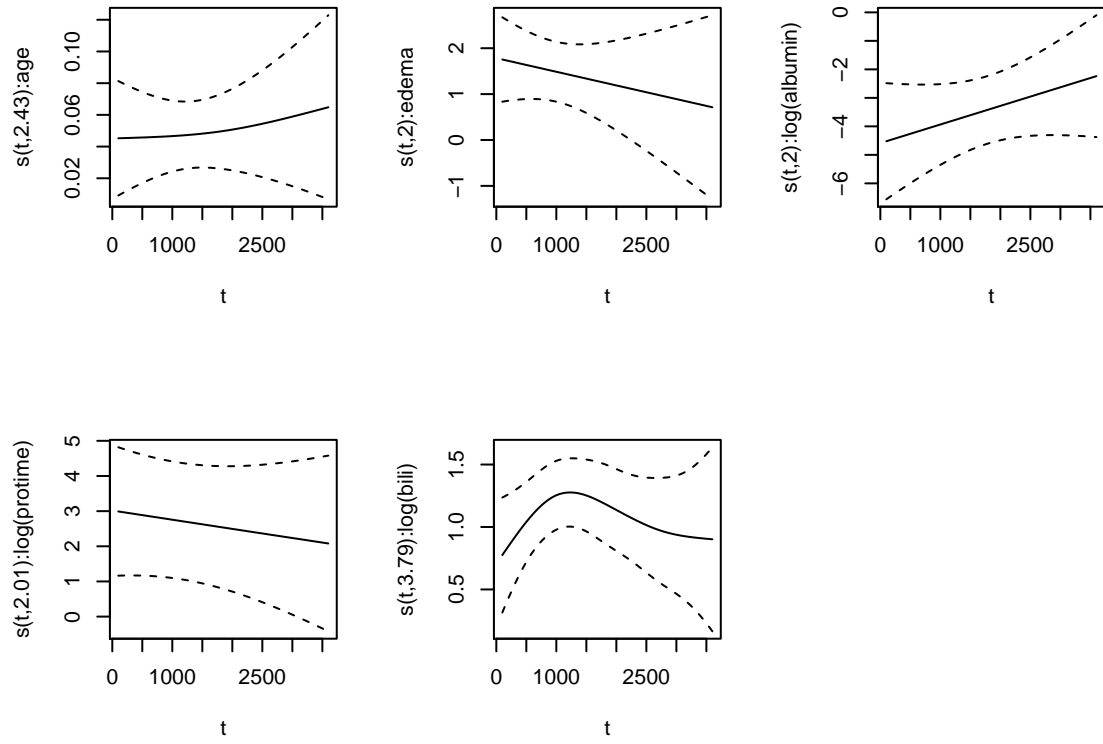 s(t,2.43):age
0.02 0.06 0.10
0 1000 2500
t
s(t,2):edema
−1 0 1 2
0 1000 2500
t
s(t,2):log(albumin)
−6 −4 −2 0
0 1000 2500
t
s(t,2.01):log(protime)
0 1 2 3 4 5
0 1000 2500
t
s(t,3.79):log(bili)
0.5 1.0 1.5
0 1000 2500
t